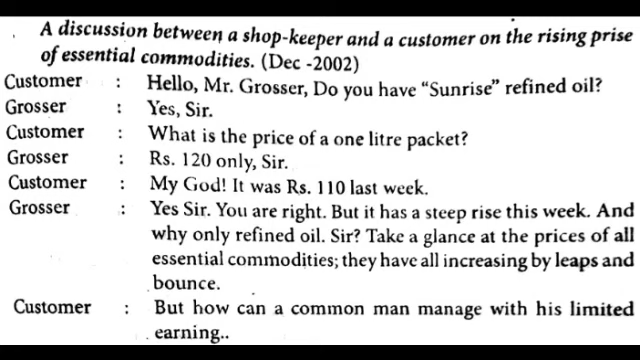 A discussion between a shop-keeper and a customer on the rising prise
of essential commodities. (Dec -2002)
Customer : Hello, Mr. Grosser, Do you have “Sunrise” refined oil?
Grosser : Yes, Sir.
Customer : What is the price of a one litre packet?
Grosser : Rs. 120 only, Sir.
Customer : My God! It was Rs. 110 last week.
Grosser : Yes Sir. You are right. But it has a steep rise this week. And
why only refined oil. Sir? Take a glance at the prices of all
essential commodities; they have all increasing by leaps and
bounce.
Customer : But how can a common man manage with his limited
earning..